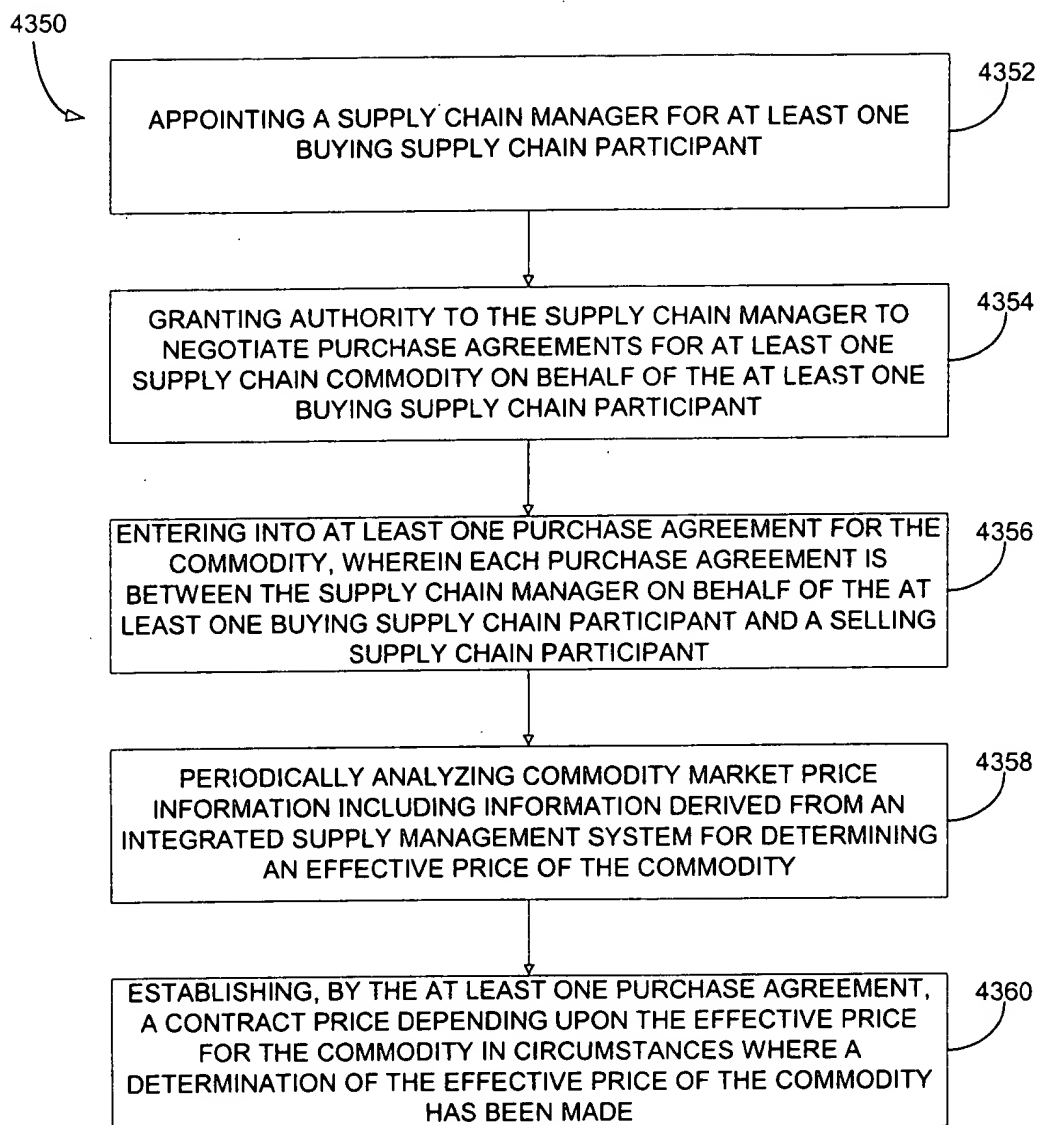 4350
4352
APPOINTING A SUPPLY CHAIN MANAGER FOR AT LEAST ONE
BUYING SUPPLY CHAIN PARTICIPANT
4354
GRANTING AUTHORITY TO THE SUPPLY CHAIN MANAGER TO
NEGOTIATE PURCHASE AGREEMENTS FOR AT LEAST ONE
SUPPLY CHAIN COMMODITY ON BEHALF OF THE AT LEAST ONE
BUYING SUPPLY CHAIN PARTICIPANT
4356
ENTERING INTO AT LEAST ONE PURCHASE AGREEMENT FOR THE
COMMODITY, WHEREIN EACH PURCHASE AGREEMENT IS
BETWEEN THE SUPPLY CHAIN MANAGER ON BEHALF OF THE AT
LEAST ONE BUYING SUPPLY CHAIN PARTICIPANT AND A SELLING
SUPPLY CHAIN PARTICIPANT
4358
PERIODICALLY ANALYZING COMMODITY MARKET PRICE
INFORMATION INCLUDING INFORMATION DERIVED FROM AN
INTEGRATED SUPPLY MANAGEMENT SYSTEM FOR DETERMINING
AN EFFECTIVE PRICE OF THE COMMODITY
4360
ESTABLISHING, BY THE AT LEAST ONE PURCHASE AGREEMENT,
A CONTRACT PRICE DEPENDING UPON THE EFFECTIVE PRICE
FOR THE COMMODITY IN CIRCUMSTANCES WHERE A
DETERMINATION OF THE EFFECTIVE PRICE OF THE COMMODITY
HAS BEEN MADE